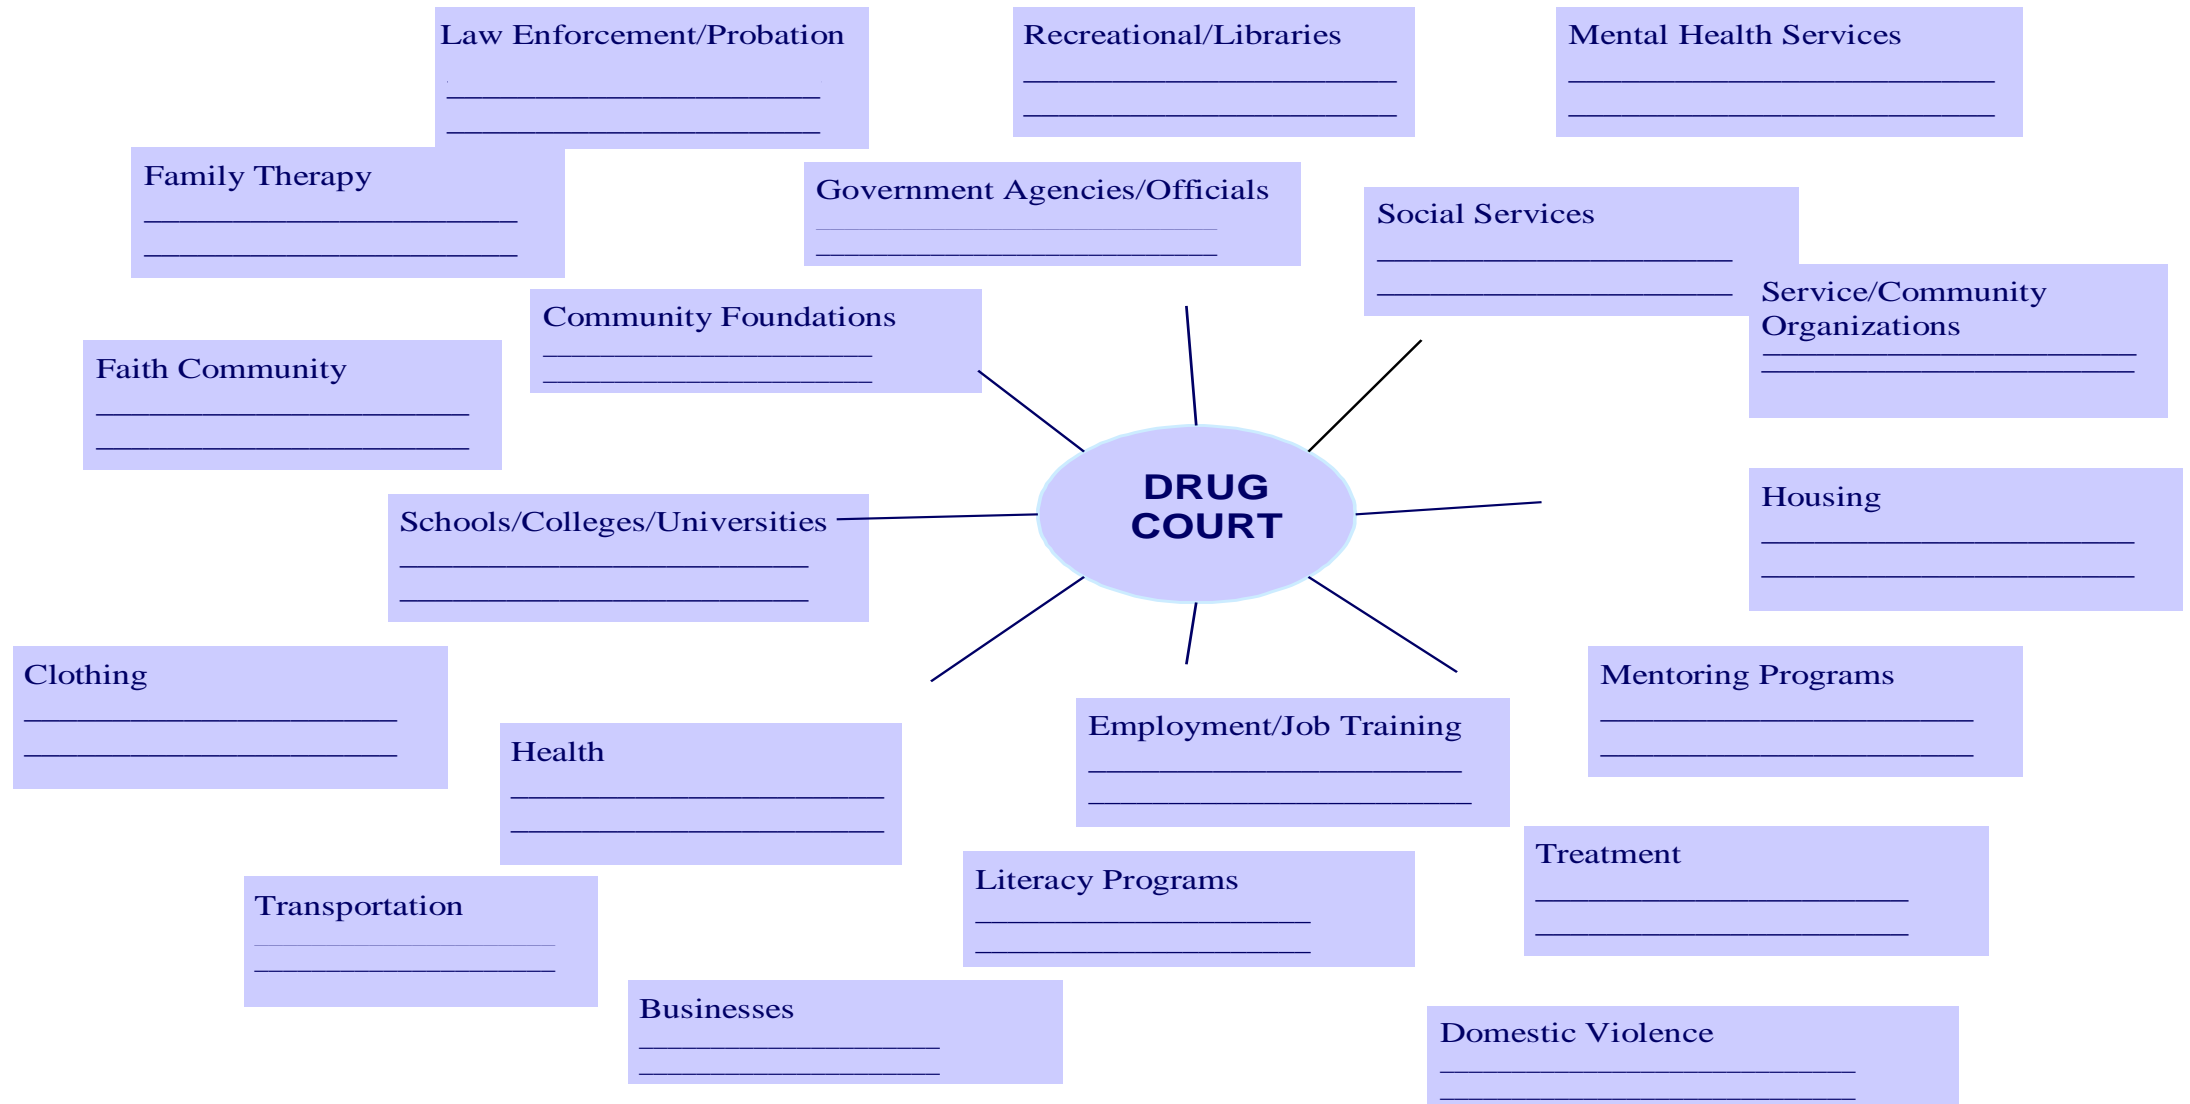 Law Enforcement/Probation
Recreational/Libraries
Mental Health Services
Family Therapy
Government Agencies/Officials
Social Services
Service/Community
Organizations
Community Foundations
Faith Community
DRUG
COURT
Housing
Schools/Colleges/Universities
Clothing
Mentoring Programs
Health
Employment/Job Training
Treatment
Literacy Programs
Transportation
Businesses
Domestic Violence